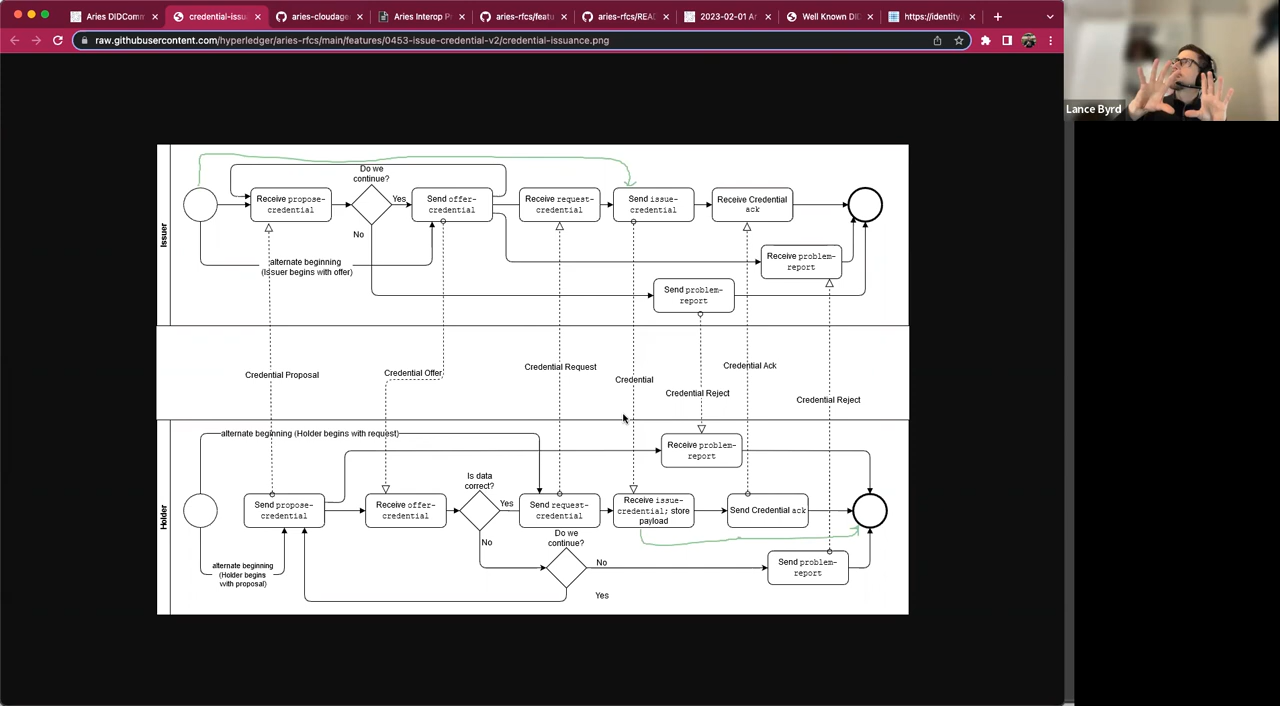 Aries DIDComm
credential-issu
aries-cloudage
Aries Interop P
aries-rfcs/featu
aries-rfcs/REA
2023-02-01 A
Well Known DI
https://identity
raw.githubusercontent.com/hyperledger/aries-rfcs/main/features/0453-issue-credential-v2/credential-issuance.png
Lance Byrd
Issuer
Do we
continue?
Receive propose-
credential
Yes
Send offer-
credential
Receive request-
credential
Send issue-
credential
Receive Credential
ack
No
alternate beginning
(Issuer begins with offer)
Receive problem-
report
Send problem-
report
Credential Proposal
Credential Offer
Credential Request
Credential
Credential Reject
Credential Ack
Credential Reject
Holder
alternate beginning (Holder begins with request)
Receive problem-
report
Is data
correct?
Send propose-
credential
Receive offer-
credential
Yes
Send request-
credential
Receive issue-
credential; store
payload
Send Credential ack
No
Do we
continue?
No
alternate beginning
(Holder begins
with proposal)
Send problem-
report
Yes